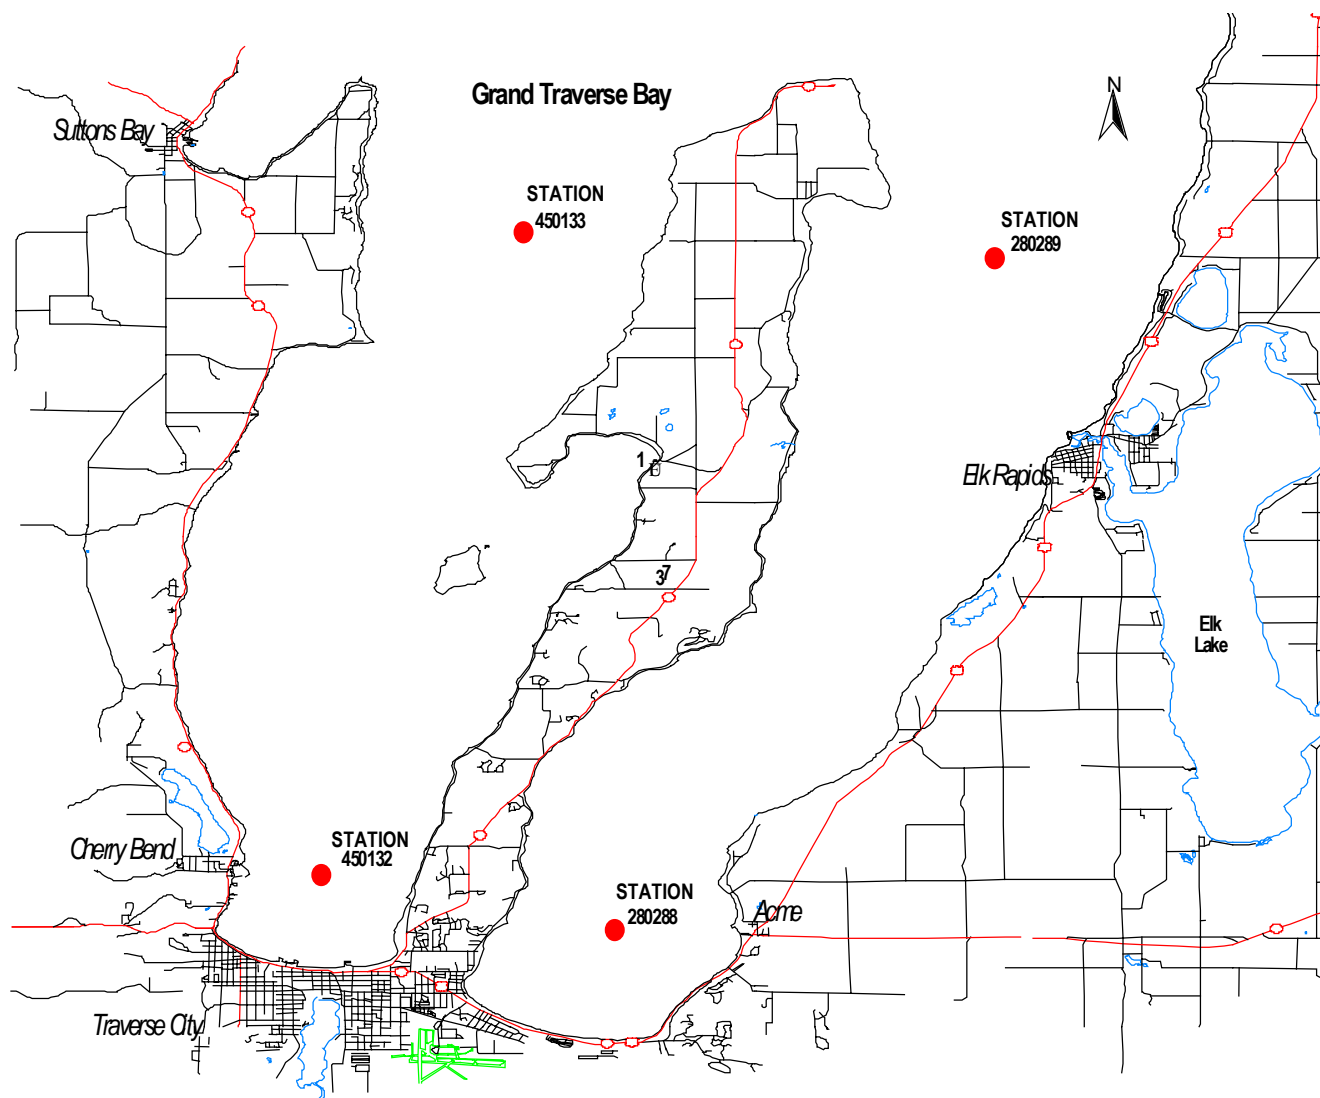 Grand Traverse Bay
N
Suttons Bay
STATION
450133
STATION
280289
1
Elk Rapids
37
Elk
Lake
STATION
450132
Cherry Bend
STATION
280288
Acme
Traverse City